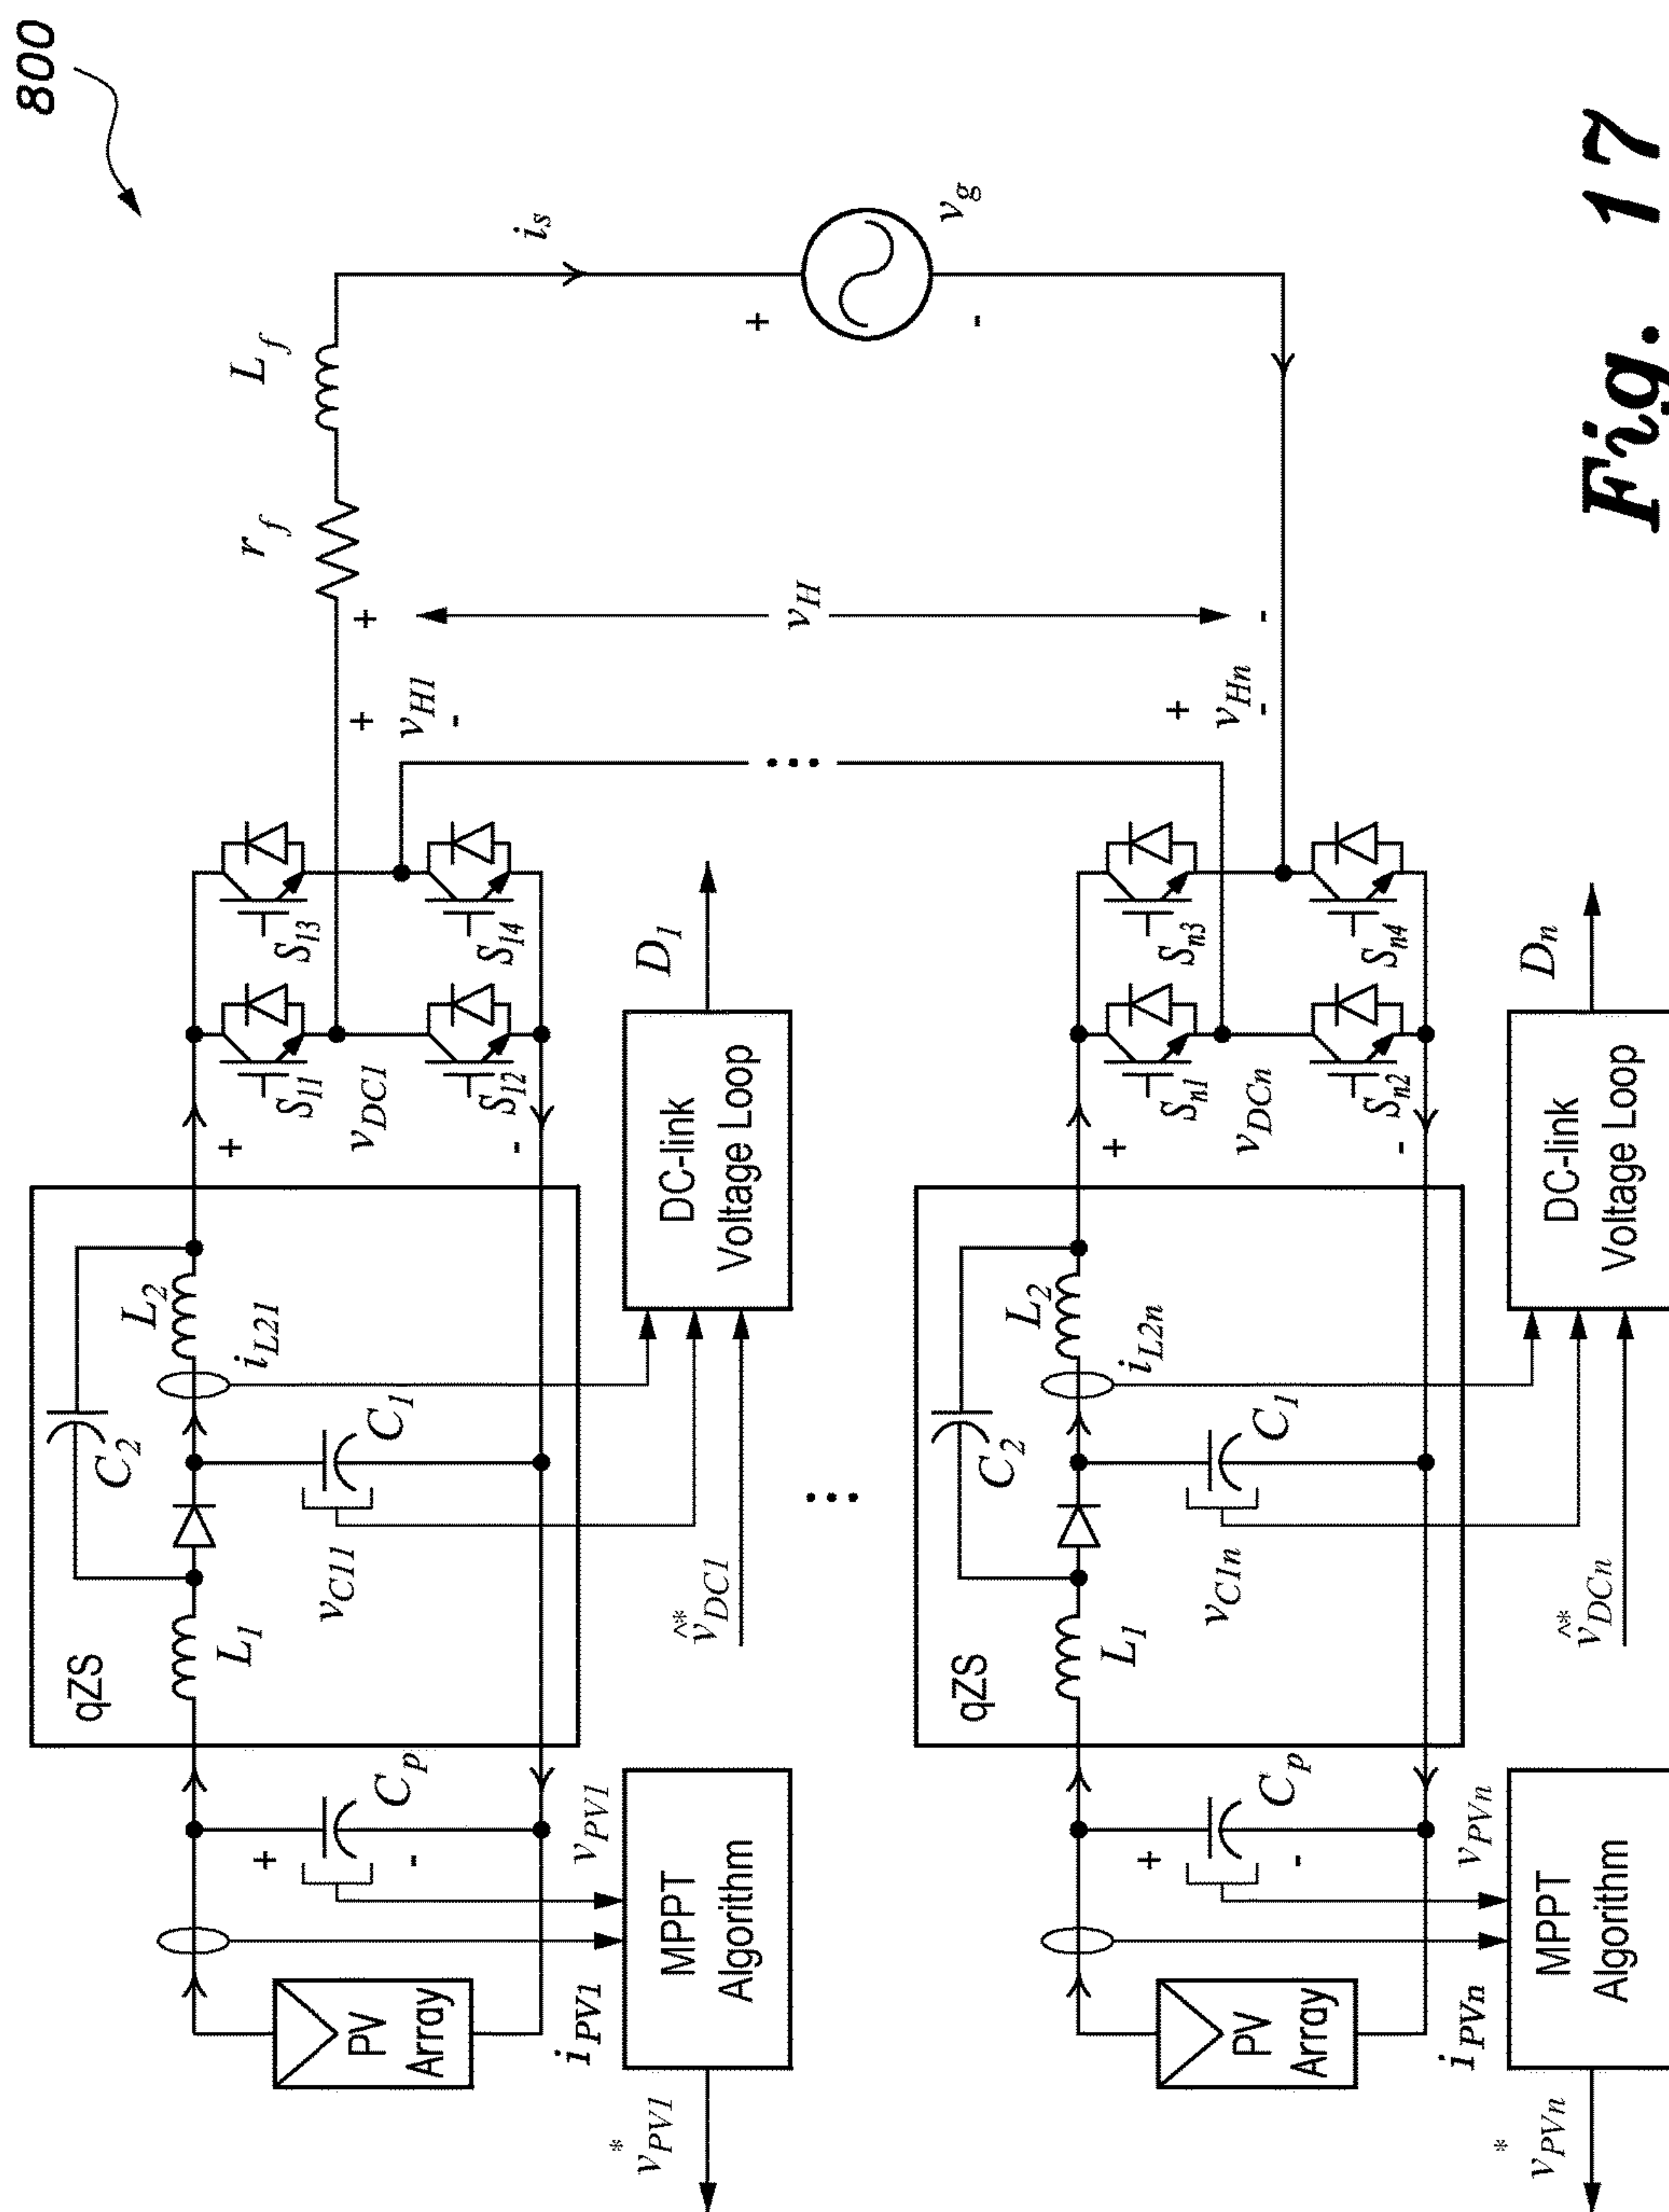 800
PV
Array
MPPT
Algorithm
i_PV1
v_PV1
v*_PV1
+
-
C_p
qZS
L_1
C_2
L_2
i_L21
C_1
v_C11
v̂*_DC1
DC-link
Voltage Loop
D_1
+
v_DC1
-
S_11
S_12
S_13
S_14
+
v_H1
-
+
v_H
-
r_f
L_f
i_s
+
v_g
-
...
...
PV
Array
MPPT
Algorithm
i_PVn
v_PVn
v*_PVn
+
-
C_p
qZS
L_1
C_2
L_2
i_L2n
C_1
v_C1n
v̂*_DCn
DC-link
Voltage Loop
D_n
+
v_DCn
-
S_n1
S_n2
S_n3
S_n4
+
v_Hn
-
Fig. 17